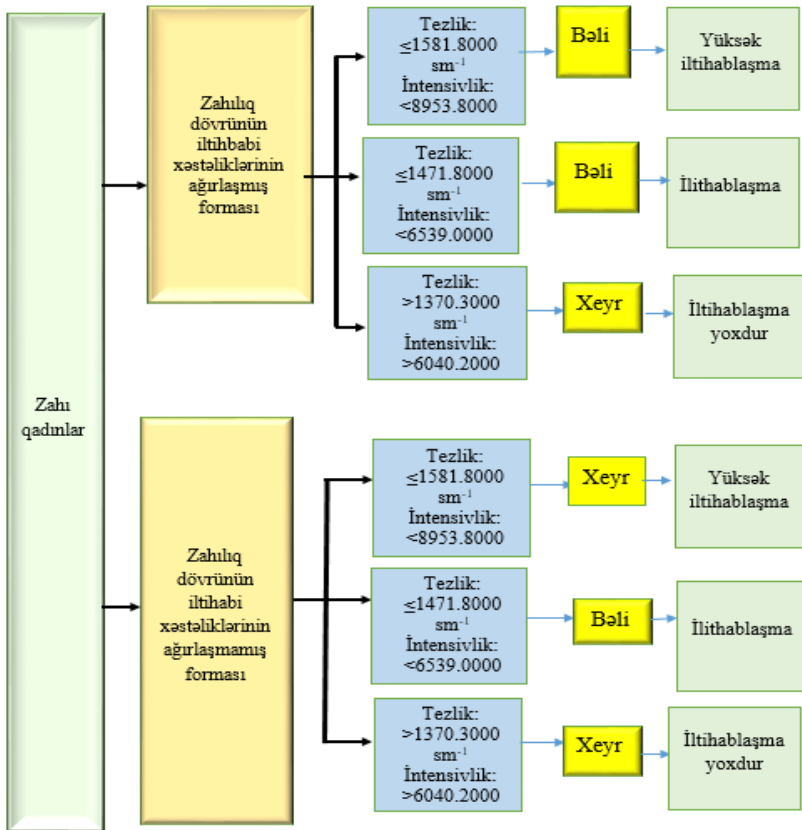 Zahı
qadınlar
Zahılıq
dövrünün
iltihbabi
xəstəliklərinin
ağırlaşmış
forması
Tezlik:
≤1581.8000
sm⁻¹
İntensivlik:
<8953.8000
Bəli
Yüksək
iltihablaşma
Tezlik:
≤1471.8000
sm⁻¹
İntensivlik:
<6539.0000
Bəli
İlithablaşma
Tezlik:
>1370.3000
sm⁻¹
İntensivlik:
>6040.2000
Xeyr
İltihablaşma
yoxdur
Zahılıq
dövrünün
iltihabi
xəstəliklərinin
ağırlaşmamış
forması
Tezlik:
≤1581.8000
sm⁻¹
İntensivlik:
<8953.8000
Xeyr
Yüksək
iltihablaşma
Tezlik:
≤1471.8000
sm⁻¹
İntensivlik:
<6539.0000
Bəli
İlithablaşma
Tezlik:
>1370.3000
sm⁻¹
İntensivlik:
>6040.2000
Xeyr
İltihablaşma
yoxdur